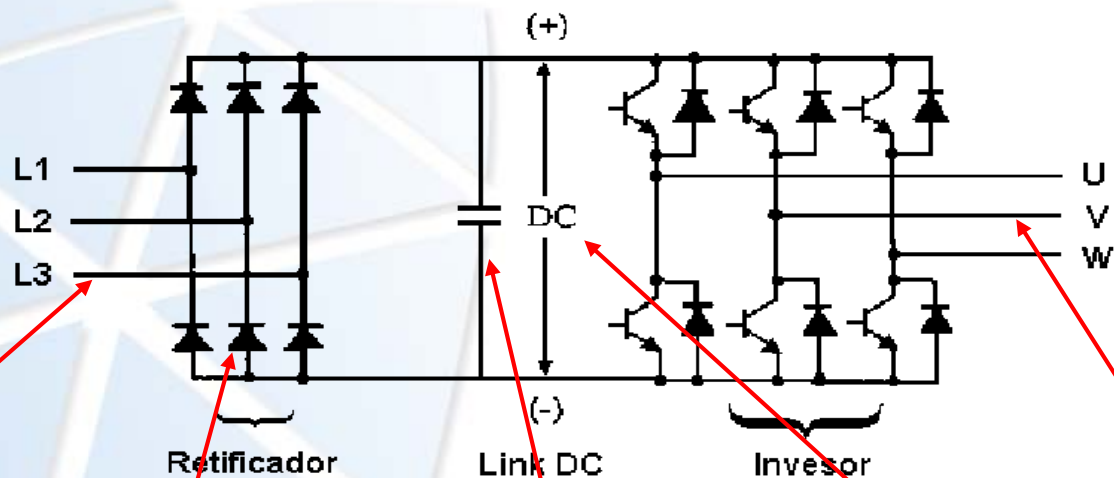 (+)
L1
L2
L3
DC
U
V
W
(-)
Retificador
Link DC
Invesor